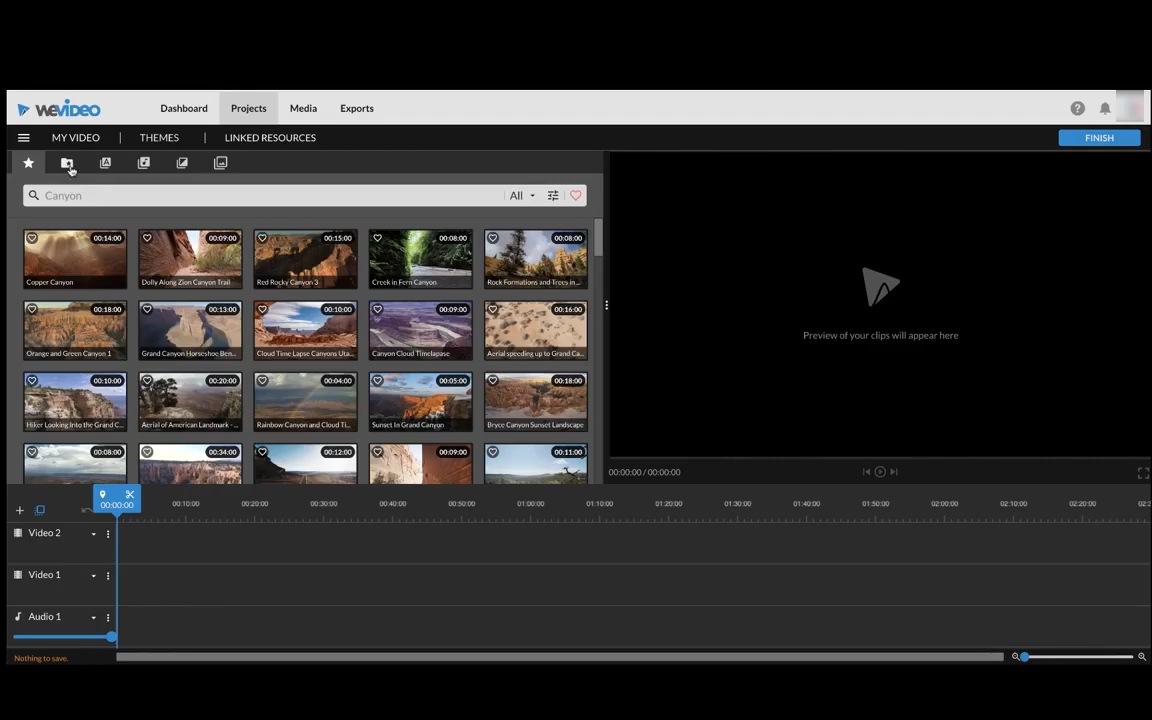 WEVIDEO Dashboard Projects Media Exports
MY VIDEO | THEMES | LINKED RESOURCES FINISH
Canyon All
00:14:00 00:09:00 00:15:00 00:08:00 00:08:00
Copper Canyon Dolly Along Zion Canyon Trail Red Rocky Canyon 3 Creek in Fern Canyon Rock Formations and Trees in...
00:18:00 00:13:00 00:10:00 00:09:00 00:16:00
Orange and Green Canyon 1 Grand Canyon Horseshoe Ben... Cloud Time Lapse Canyons Uta... Canyon Cloud Timelapse Aerial speeding up to Grand Ca...
00:10:00 00:20:00 00:04:00 00:05:00 00:18:00
Hiker Looking Into the Grand C... Aerial of American Landmark - ... Rainbow Canyon and Cloud Ti... Sunset In Grand Canyon Bryce Canyon Sunset Landscape
00:08:00 00:34:00 00:12:00 00:09:00 00:11:00
Preview of your clips will appear here
00:00:00 / 00:00:00
00:00:00 00:10:00 00:20:00 00:30:00 00:40:00 00:50:00 01:00:00 01:10:00 01:20:00 01:30:00 01:40:00 01:50:00 02:00:00 02:10:00 02:20:00 02:
Video 2
Video 1
Audio 1
Nothing to save.